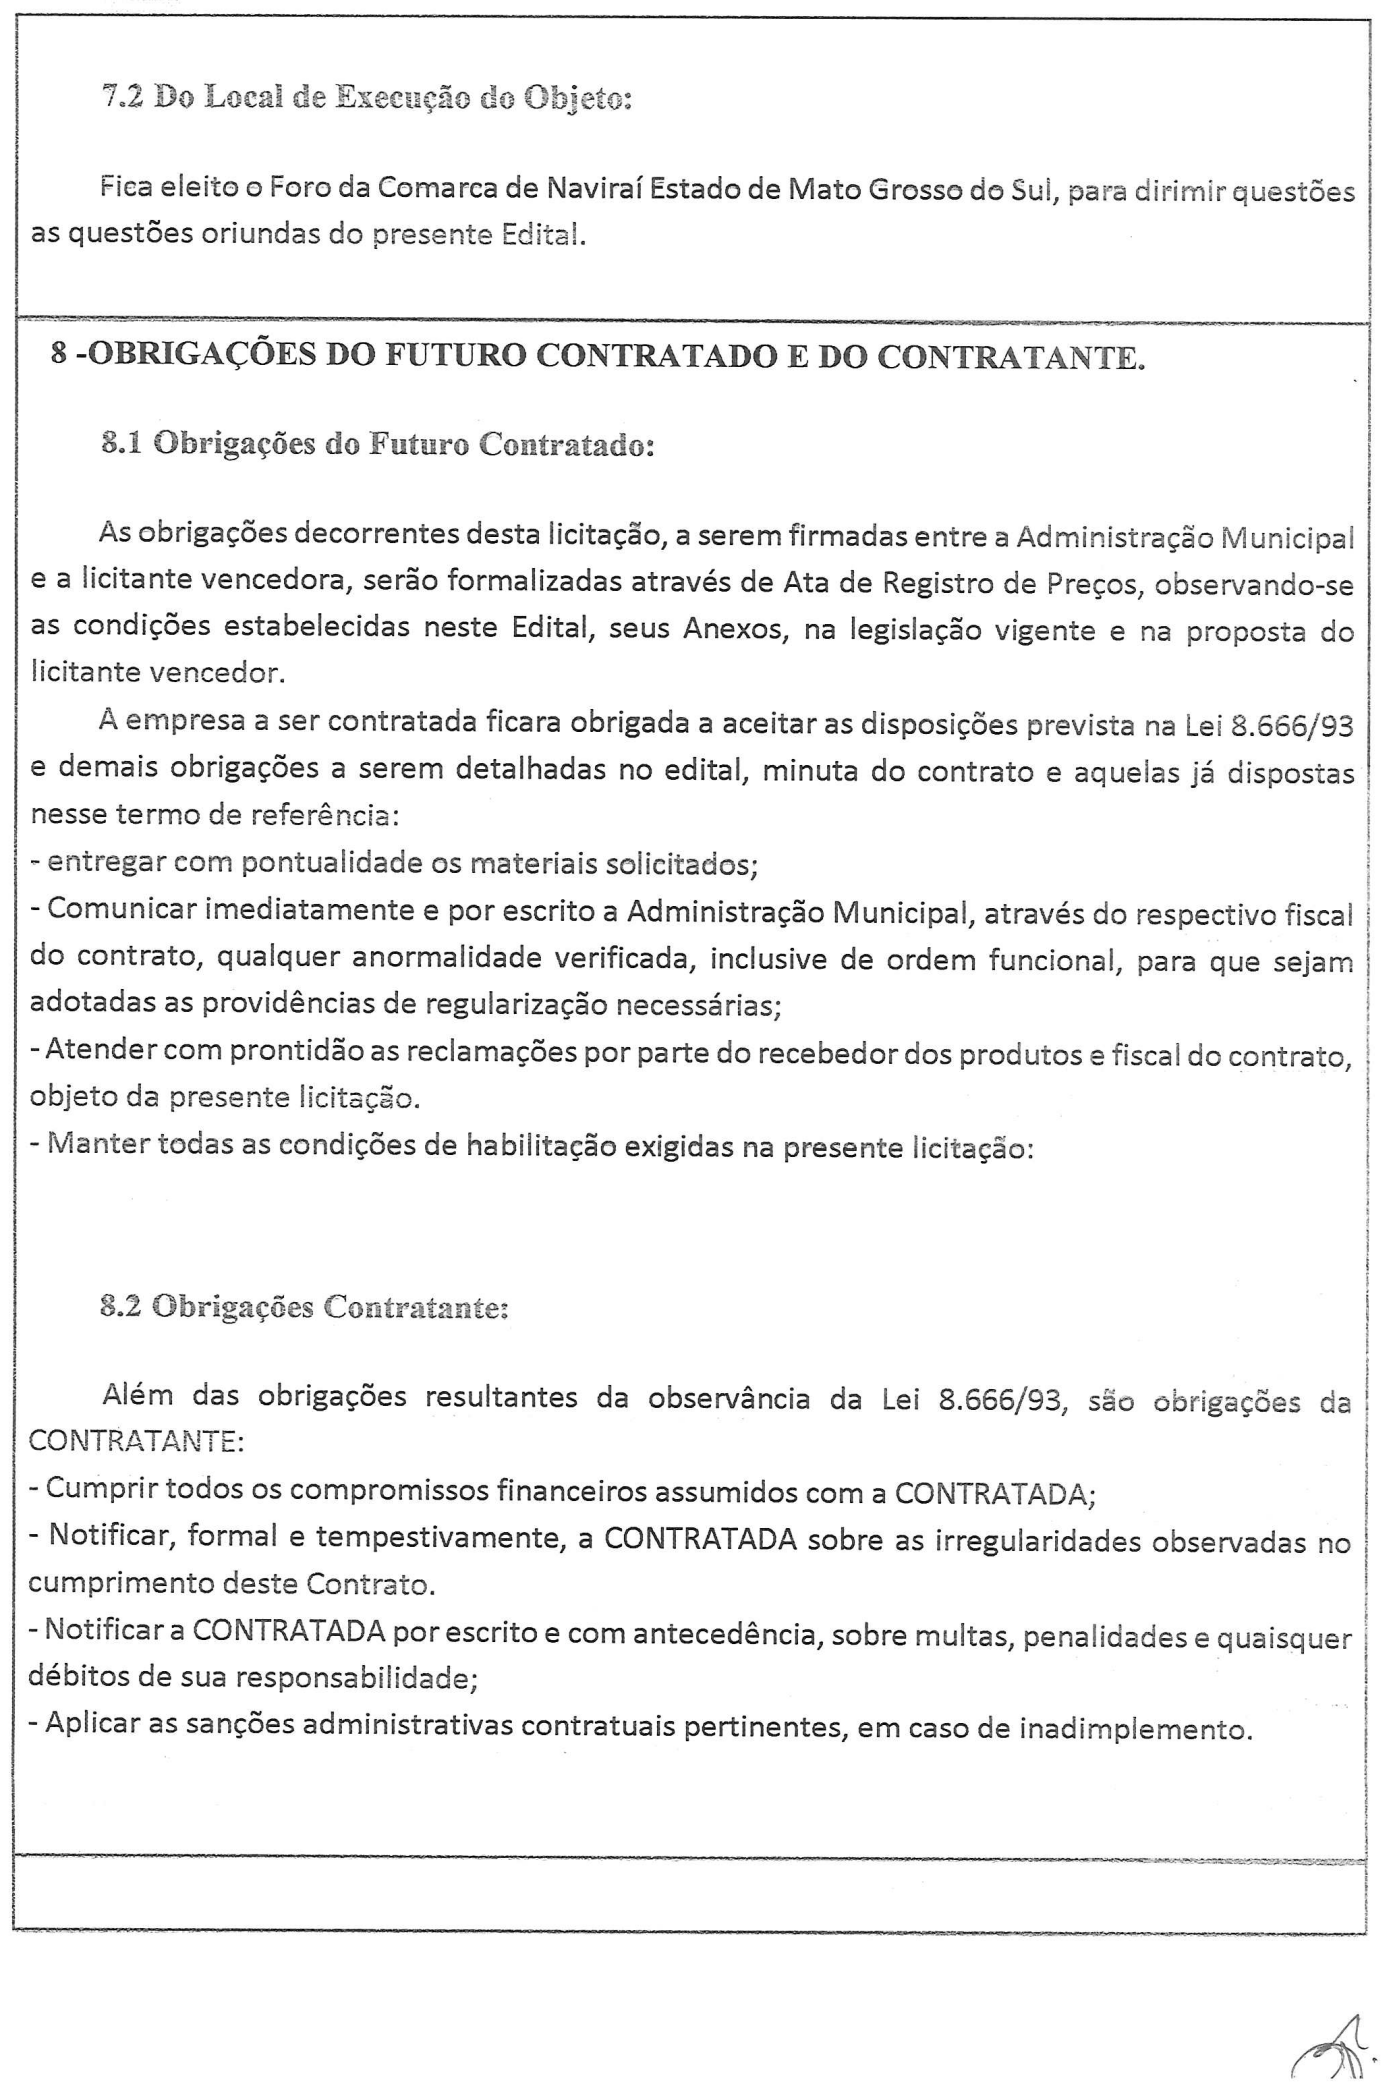 7.2 Do Local de Execução do Objeto:
Fica eleito o Foro da Comarca de Naviraí Estado de Mato Grosso do Sul, para dirimir questões
as questões oriundas do presente Edital.
8 -OBRIGAÇÕES DO FUTURO CONTRATADO E DO CONTRATANTE.
8.1 Obrigações do Futuro Contratado:
As obrigações decorrentes desta licitação, a serem firmadas entre a Administração Municipal
e a licitante vencedora, serão formalizadas através de Ata de Registro de Preços, observando-se
as condições estabelecidas neste Edital, seus Anexos, na legislação vigente e na proposta do
licitante vencedor.
A empresa a ser contratada ficara obrigada a aceitar as disposições prevista na Lei 8.666/93
e demais obrigações a serem detalhadas no edital, minuta do contrato e aquelas já dispostas
nesse termo de referência:
- entregar com pontualidade os materiais solicitados;
- Comunicar imediatamente e por escrito a Administração Municipal, através do respectivo fiscal
do contrato, qualquer anormalidade verificada, inclusive de ordem funcional, para que sejam
adotadas as providências de regularização necessárias;
- Atender com prontidão as reclamações por parte do recebedor dos produtos e fiscal do contrato,
objeto da presente licitação.
- Manter todas as condições de habilitação exigidas na presente licitação:
8.2 Obrigações Contratante:
Além das obrigações resultantes da observância da Lei 8.666/93, são obrigações da
CONTRATANTE:
- Cumprir todos os compromissos financeiros assumidos com a CONTRATADA;
- Notificar, formal e tempestivamente, a CONTRATADA sobre as irregularidades observadas no
cumprimento deste Contrato.
- Notificar a CONTRATADA por escrito e com antecedência, sobre multas, penalidades e quaisquer
débitos de sua responsabilidade;
- Aplicar as sanções administrativas contratuais pertinentes, em caso de inadimplemento.